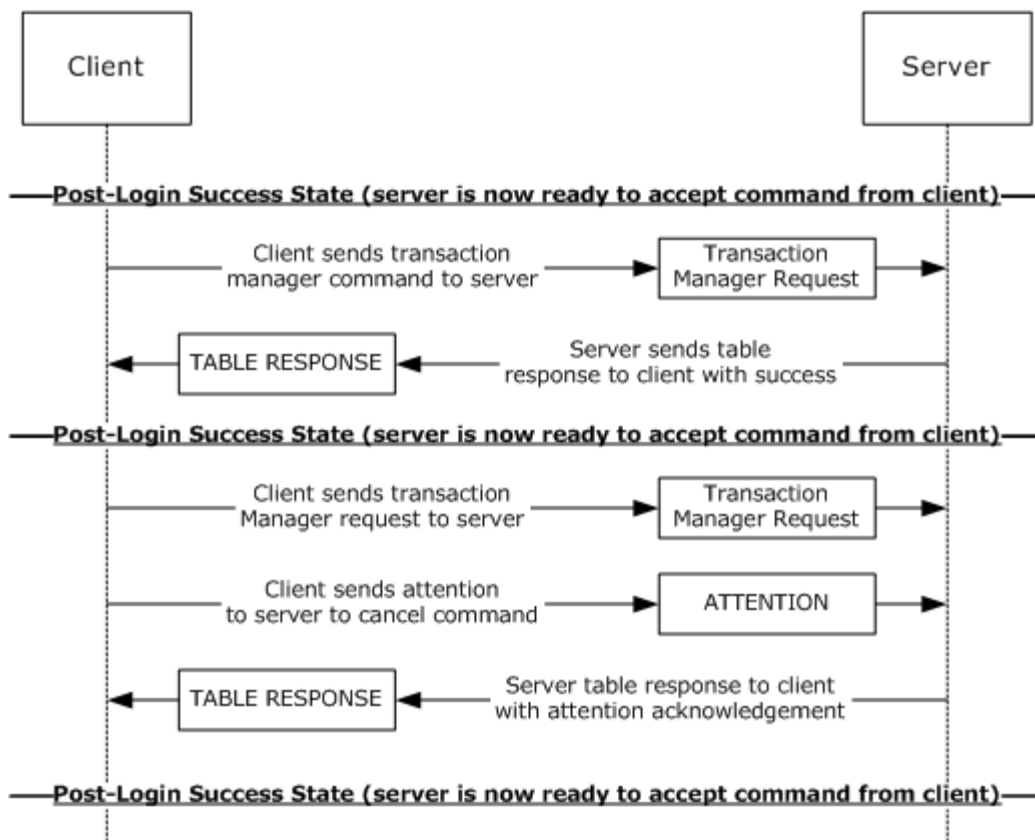 Client
Server
Post-Login Success State (server is now ready to accept command from client)
Client sends transaction
manager command to server
Transaction
Manager Request
TABLE RESPONSE
Server sends table
response to client with success
Post-Login Success State (server is now ready to accept command from client)
Client sends transaction
Manager request to server
Transaction
Manager Request
Client sends attention
to server to cancel command
ATTENTION
TABLE RESPONSE
Server table response to client
with attention acknowledgement
Post-Login Success State (server is now ready to accept command from client)